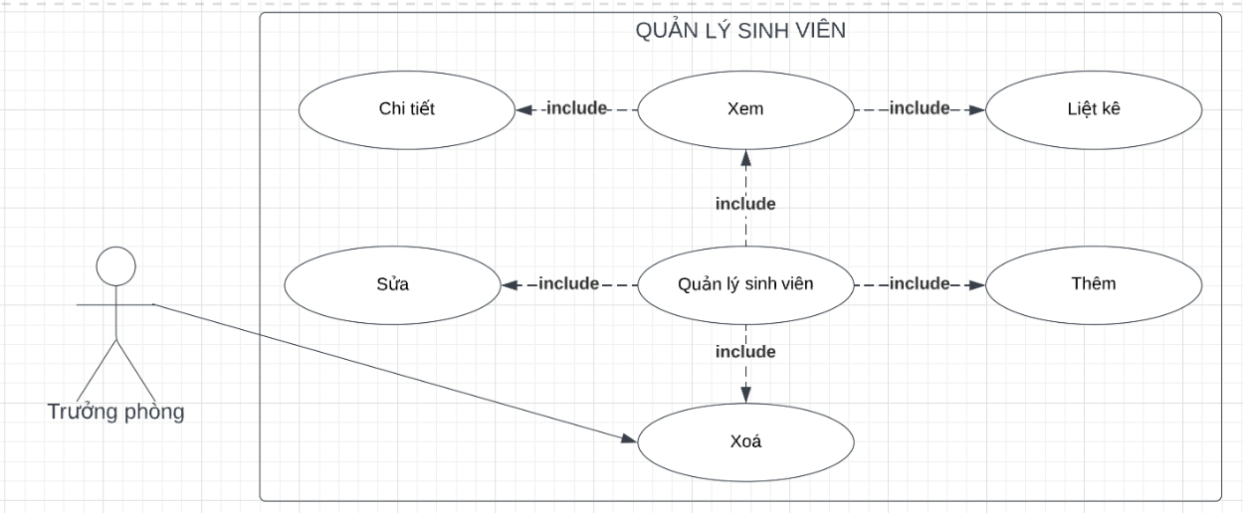 QUẢN LÝ SINH VIÊN
Chi tiết
include
Xem
include
Liệt kê
include
Sửa
include
Quản lý sinh viên
include
Thêm
include
Trưởng phòng
Xoá